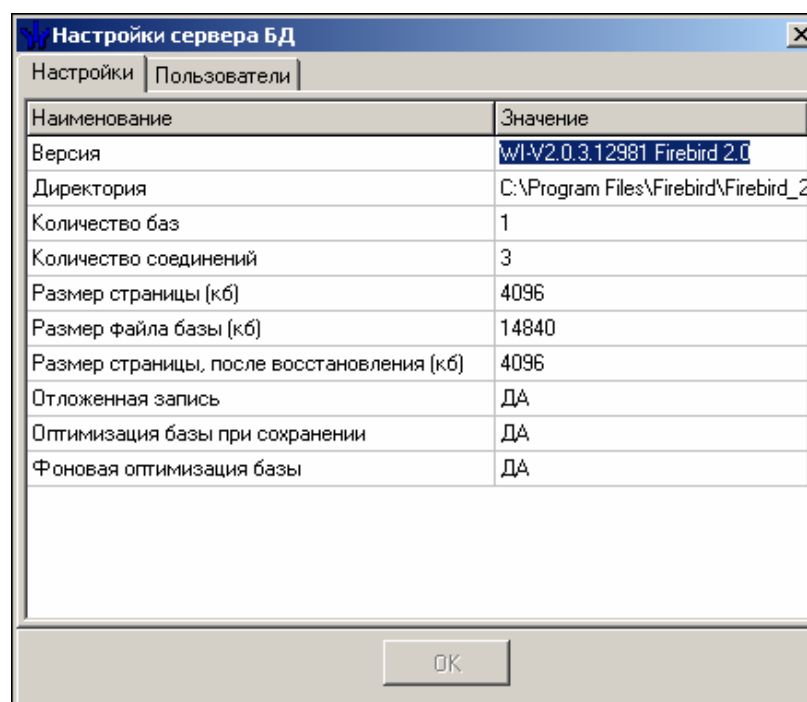 Настройки сервера БД
Настройки Пользователи
Наименование Значение
Версия WI-V2.0.3.12981 Firebird 2.0
Директория C:\Program Files\Firebird\Firebird_2
Количество баз 1
Количество соединений 3
Размер страницы (кб) 4096
Размер файла базы (кб) 14840
Размер страницы, после восстановления (кб) 4096
Отложенная запись ДА
Оптимизация базы при сохранении ДА
Фоновая оптимизация базы ДА
OK